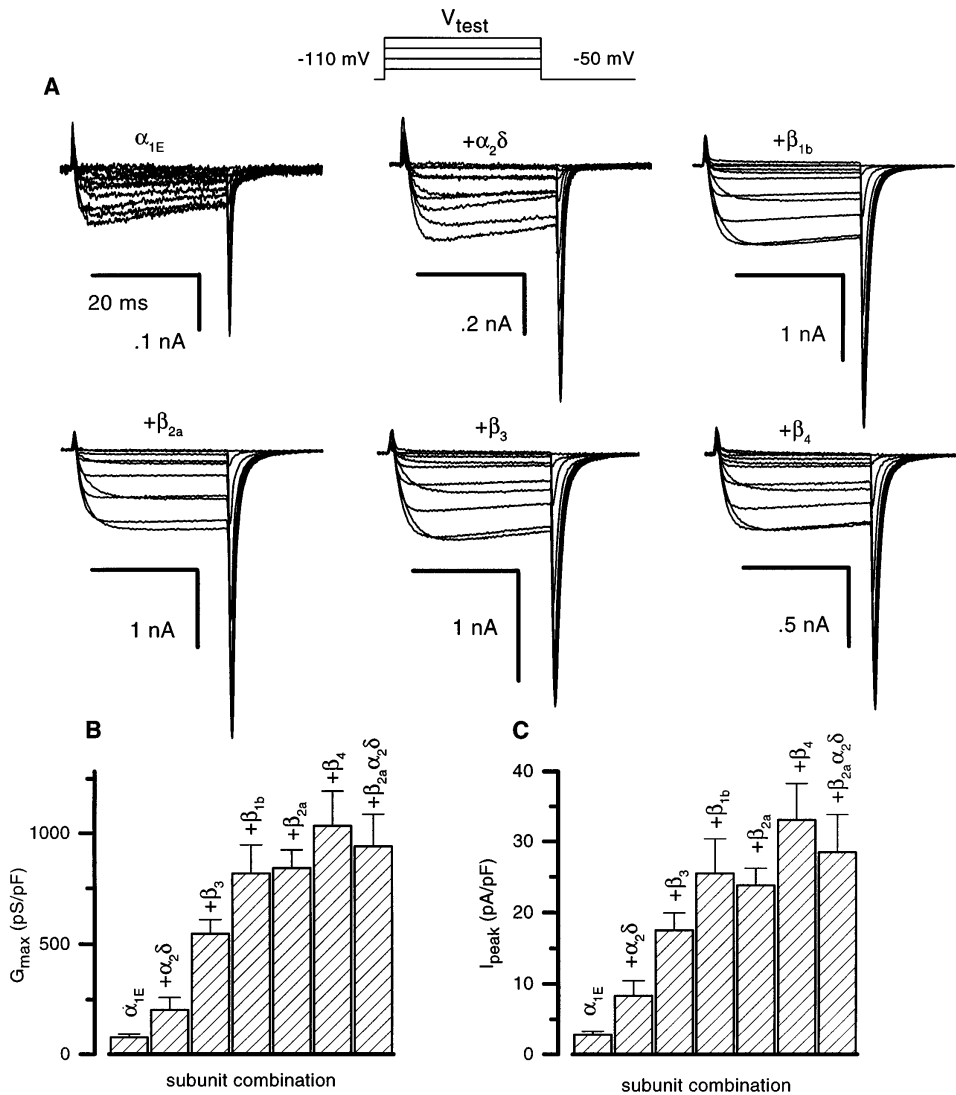 V_test
-110 mV
-50 mV
A
α_1E
+α_2δ
+β_1b
20 ms
.1 nA
.2 nA
1 nA
+β_2a
+β_3
+β_4
1 nA
1 nA
.5 nA
B
C
G_max (pS/pF)
1000
500
0
α_1E
+α_2δ
+β_3
+β_1b
+β_2a
+β_4
+β_2a α_2δ
subunit combination
I_peak (pA/pF)
40
30
20
10
0
α_1E
+α_2δ
+β_3
+β_1b
+β_2a
+β_4
+β_2a α_2δ
subunit combination